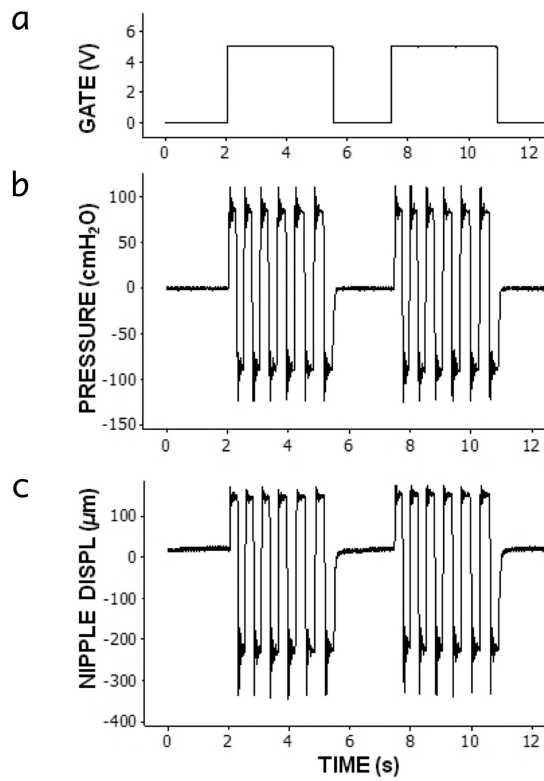 a
GATE (V)
6
4
2
0
0 2 4 6 8 10 12
b
PRESSURE (cmH₂O)
100
50
0
-50
-100
-150
0 2 4 6 8 10 12
c
NIPPLE DISPL (µm)
100
0
-100
-200
-300
-400
0 2 4 6 8 10 12
TIME (s)